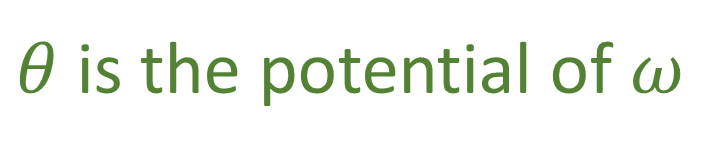 θ is the potential of ω